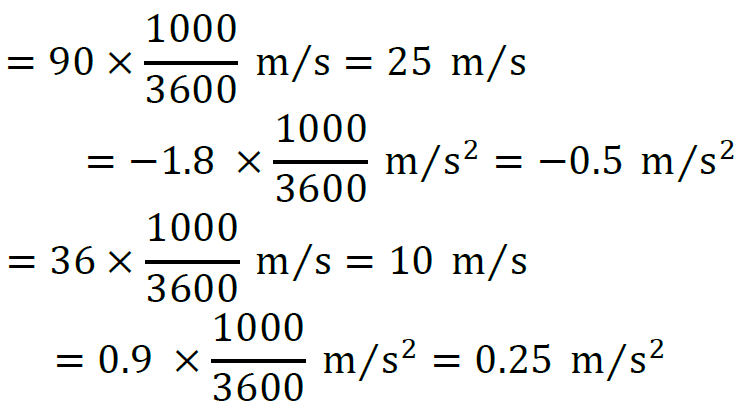 = 90 × 1000/3600 m/s = 25 m/s
= −1.8 × 1000/3600 m/s² = −0.5 m/s²
= 36 × 1000/3600 m/s = 10 m/s
= 0.9 × 1000/3600 m/s² = 0.25 m/s²